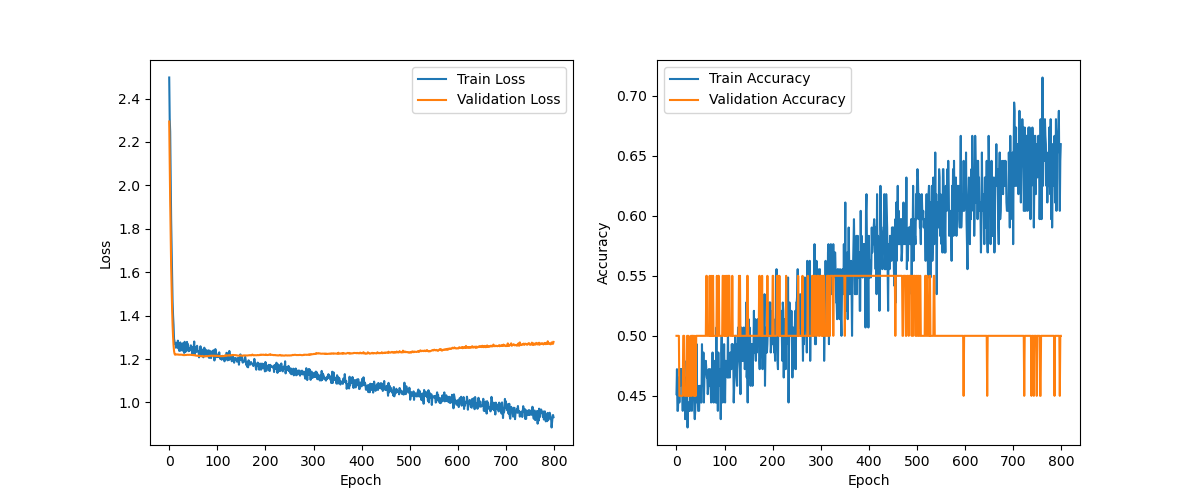 Train Loss
Validation Loss
2.4
2.2
2.0
1.8
1.6
1.4
1.2
1.0
Loss
0 100 200 300 400 500 600 700 800
Epoch
Train Accuracy
Validation Accuracy
0.70
0.65
0.60
0.55
0.50
0.45
Accuracy
0 100 200 300 400 500 600 700 800
Epoch